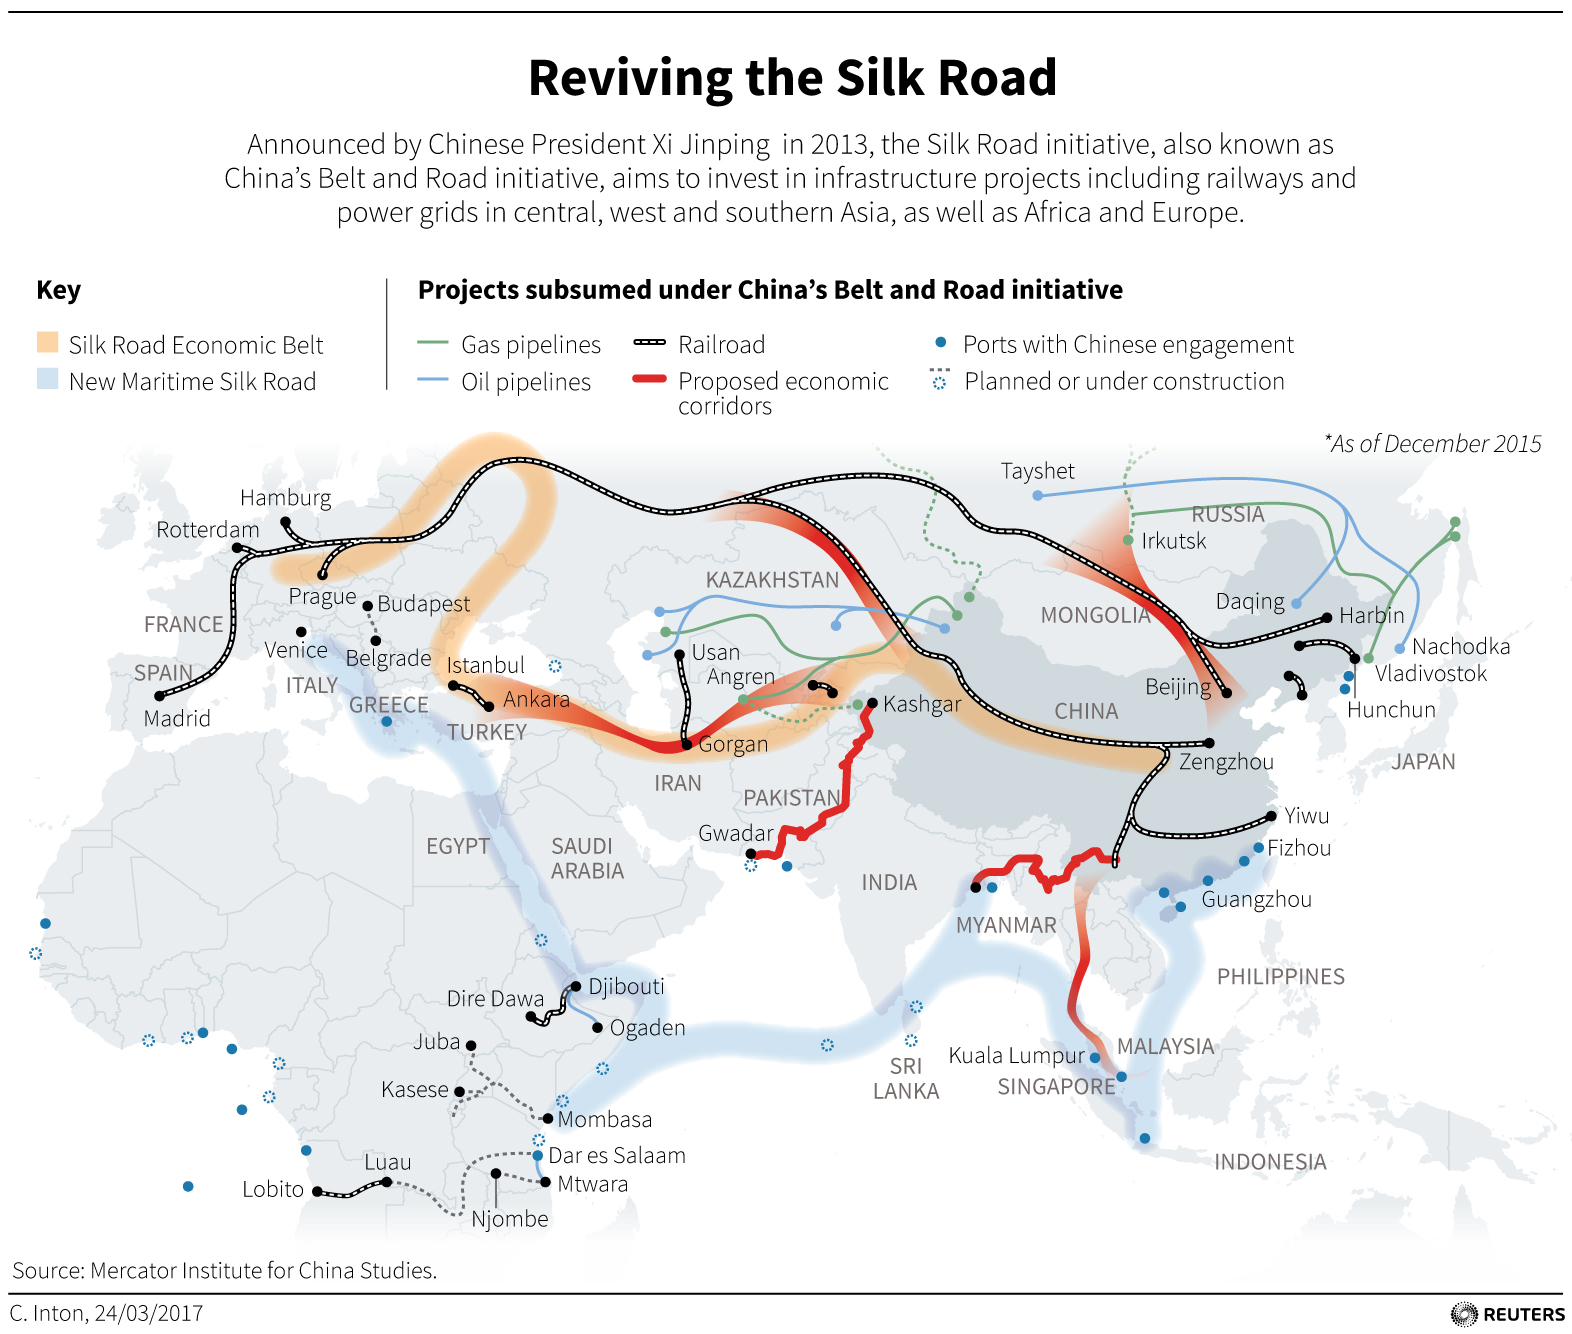 Reviving the Silk Road
Announced by Chinese President Xi Jinping  in 2013, the Silk Road initiative, also known as
China’s Belt and Road initiative, aims to invest in infrastructure projects including railways and
power grids in central, west and southern Asia, as well as Africa and Europe.
Key
Silk Road Economic Belt
New Maritime Silk Road
Projects subsumed under China’s Belt and Road initiative
Gas pipelines
Oil pipelines
Railroad
Proposed economic
corridors
Ports with Chinese engagement
Planned or under construction
*As of December 2015
Tayshet
Hamburg
Rotterdam
RUSSIA
Irkutsk
KAZAKHSTAN
Prague
Budapest
Daqing
Harbin
FRANCE
MONGOLIA
Venice
Belgrade
Usan
Nachodka
Istanbul
SPAIN
Angren
Vladivostok
ITALY
Ankara
Beijing
GREECE
Kashgar
CHINA
Hunchun
Madrid
TURKEY
Gorgan
Zengzhou
JAPAN
IRAN
PAKISTAN
Yiwu
Gwadar
EGYPT
SAUDI
ARABIA
Fizhou
INDIA
Guangzhou
MYANMAR
PHILIPPINES
Djibouti
Dire Dawa
Ogaden
Juba
Kuala Lumpur
MALAYSIA
SRI
LANKA
SINGAPORE
Kasese
Mombasa
Dar es Salaam
Luau
INDONESIA
Lobito
Mtwara
Njombe
Source: Mercator Institute for China Studies.
C. Inton, 24/03/2017
REUTERS